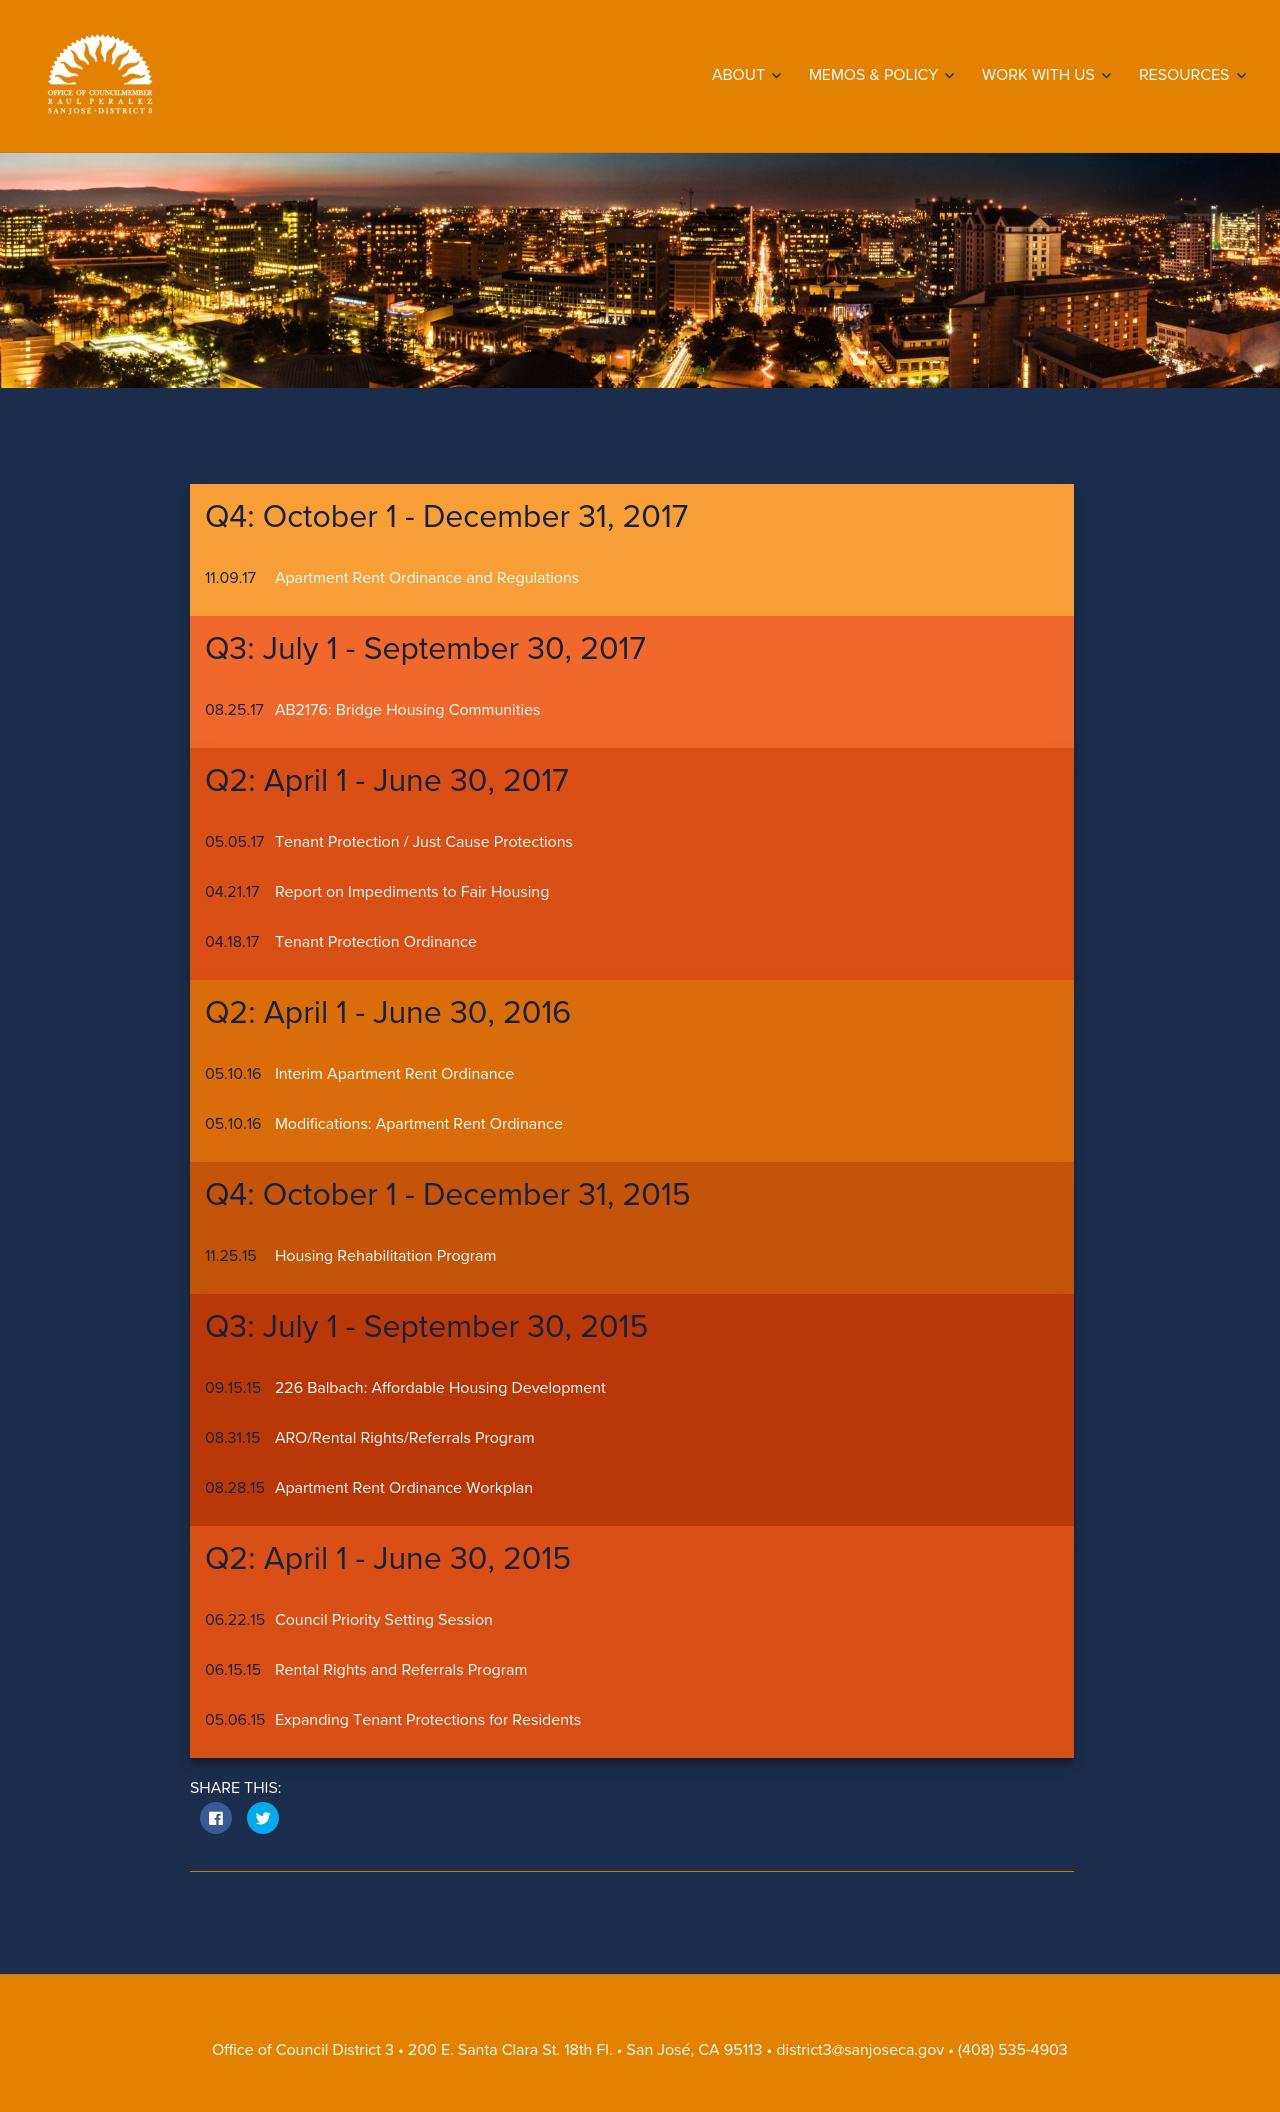 OFFICE OF COUNCILMEMBER
RAUL PERALEZ
SAN JOSÉ • DISTRICT 3
ABOUT MEMOS & POLICY WORK WITH US RESOURCES
Q4: October 1 - December 31, 2017
11.09.17 Apartment Rent Ordinance and Regulations
Q3: July 1 - September 30, 2017
08.25.17 AB2176: Bridge Housing Communities
Q2: April 1 - June 30, 2017
05.05.17 Tenant Protection / Just Cause Protections
04.21.17 Report on Impediments to Fair Housing
04.18.17 Tenant Protection Ordinance
Q2: April 1 - June 30, 2016
05.10.16 Interim Apartment Rent Ordinance
05.10.16 Modifications: Apartment Rent Ordinance
Q4: October 1 - December 31, 2015
11.25.15 Housing Rehabilitation Program
Q3: July 1 - September 30, 2015
09.15.15 226 Balbach: Affordable Housing Development
08.31.15 ARO/Rental Rights/Referrals Program
08.28.15 Apartment Rent Ordinance Workplan
Q2: April 1 - June 30, 2015
06.22.15 Council Priority Setting Session
06.15.15 Rental Rights and Referrals Program
05.06.15 Expanding Tenant Protections for Residents
SHARE THIS:
Office of Council District 3 • 200 E. Santa Clara St. 18th Fl. • San José, CA 95113 • district3@sanjoseca.gov • (408) 535-4903